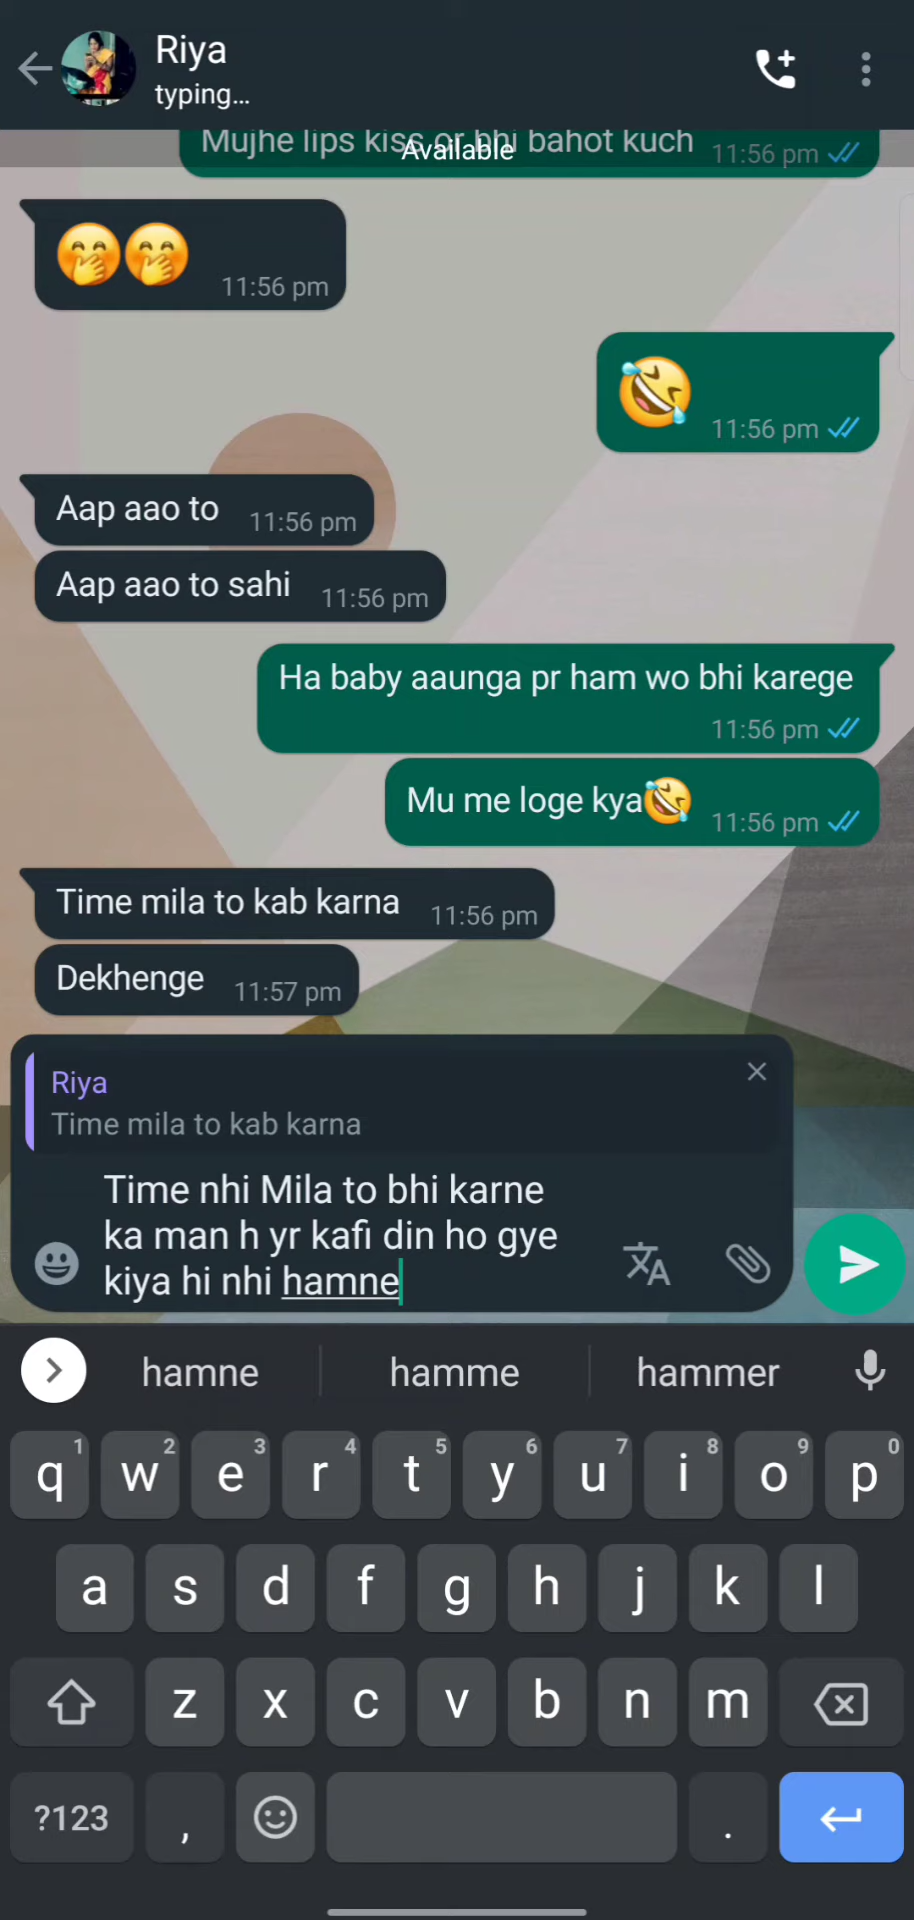 Riya
typing...
Mujhe lips kiss or bhi bahot kuch 11:56 pm
Available
🤭🤭 11:56 pm
🤣 11:56 pm
Aap aao to 11:56 pm
Aap aao to sahi 11:56 pm
Ha baby aaunga pr ham wo bhi karege
11:56 pm
Mu me loge kya🤣 11:56 pm
Time mila to kab karna 11:56 pm
Dekhenge 11:57 pm
Riya
Time mila to kab karna
Time nhi Mila to bhi karne
ka man h yr kafi din ho gye
kiya hi nhi hamne
hamne hamme hammer
1 2 3 4 5 6 7 8 9 0
q w e r t y u i o p
a s d f g h j k l
z x c v b n m
?123 , .